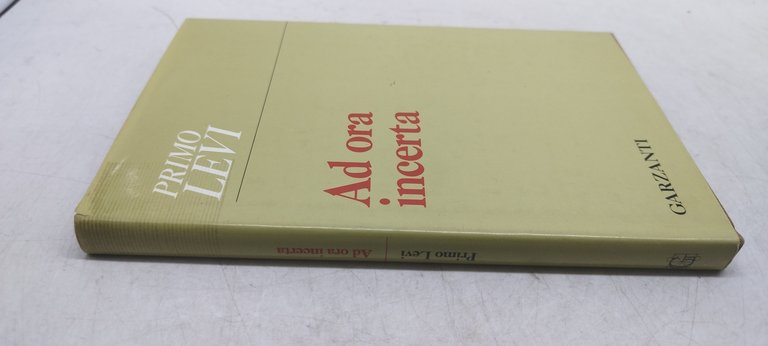 PRIMO
LEVI
Ad ora
incerta
GARZANTI
Primo Levi
Ad ora incerta